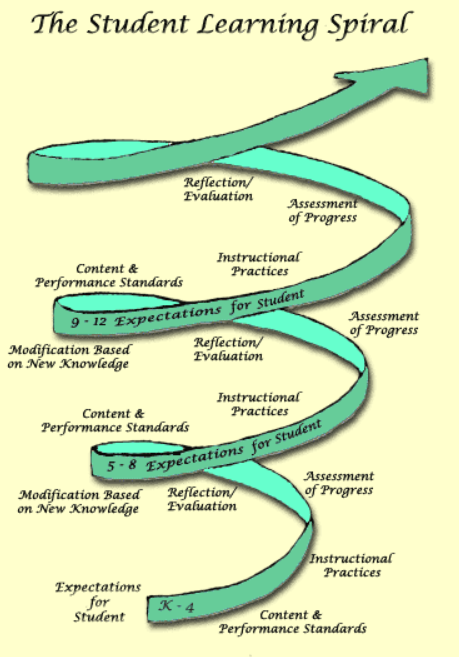 The Student Learning Spiral
Reflection/
Evaluation
Assessment
of Progress
Instructional
Practices
Content &
Performance Standards
9 - 12 Expectations for Student
Assessment
of Progress
Modification Based
on New Knowledge
Reflection/
Evaluation
Instructional
Practices
Content &
Performance Standards
5 - 8 Expectations for Student
Assessment
of Progress
Modification Based
on New Knowledge
Reflection/
Evaluation
Instructional
Practices
Expectations
for
Student
K - 4
Content &
Performance Standards